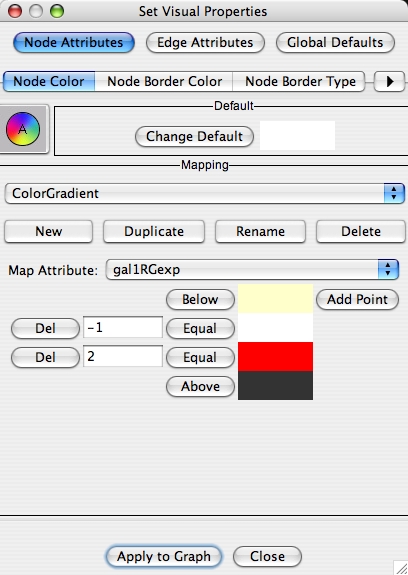 Set Visual Properties
Node Attributes Edge Attributes Global Defaults
Node Color Node Border Color Node Border Type
Default
A Change Default
Mapping
ColorGradient
New Duplicate Rename Delete
Map Attribute: gal1RGexp
Below Add Point
Del -1 Equal
Del 2 Equal
Above
Apply to Graph Close